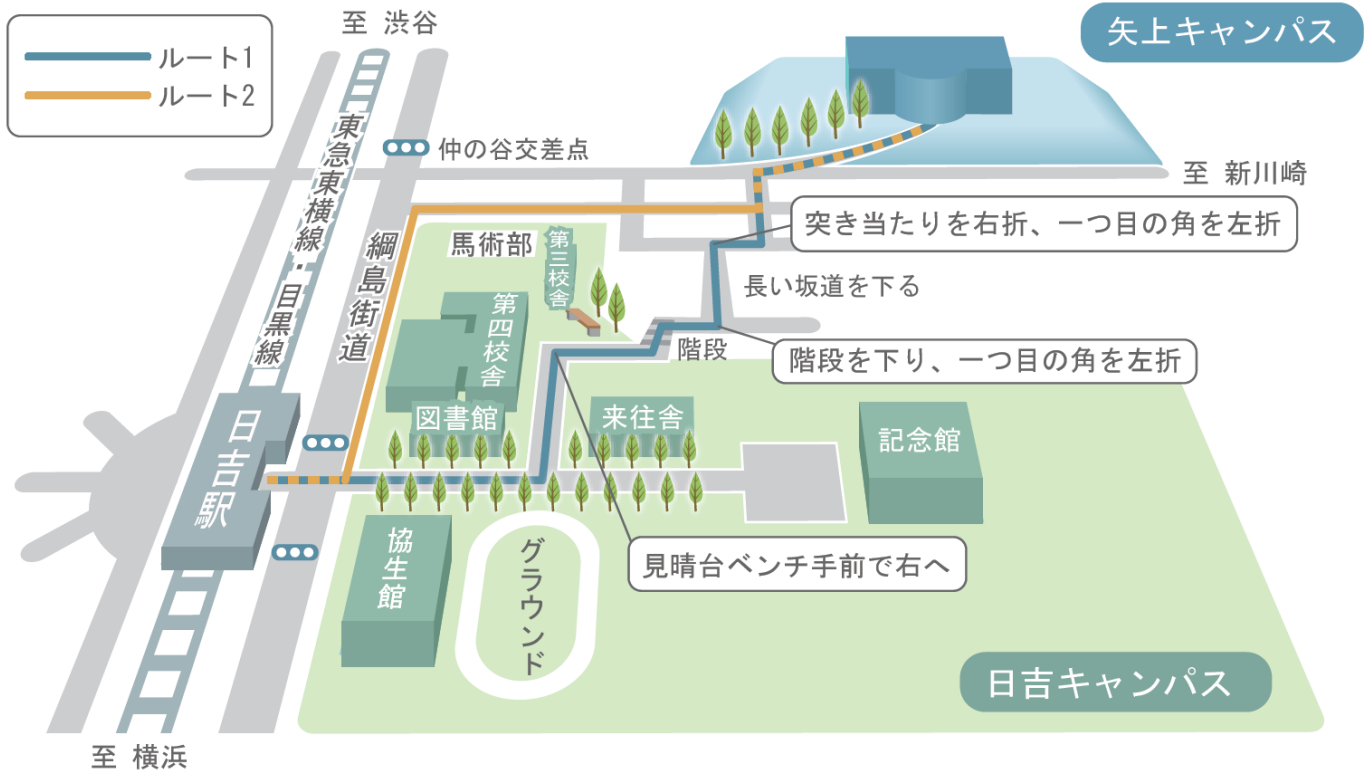 至 渋谷
矢上キャンパス
ルート1
ルート2
東急東横線・目黒線
仲の谷交差点
至 新川崎
突き当たりを右折、一つ目の角を左折
綱島街道
馬術部
第三校舎
長い坂道を下る
第四校舎
階段
階段を下り、一つ目の角を左折
日吉駅
図書館
来往舎
記念館
協生館
グラウンド
見晴台ベンチ手前で右へ
日吉キャンパス
至 横浜